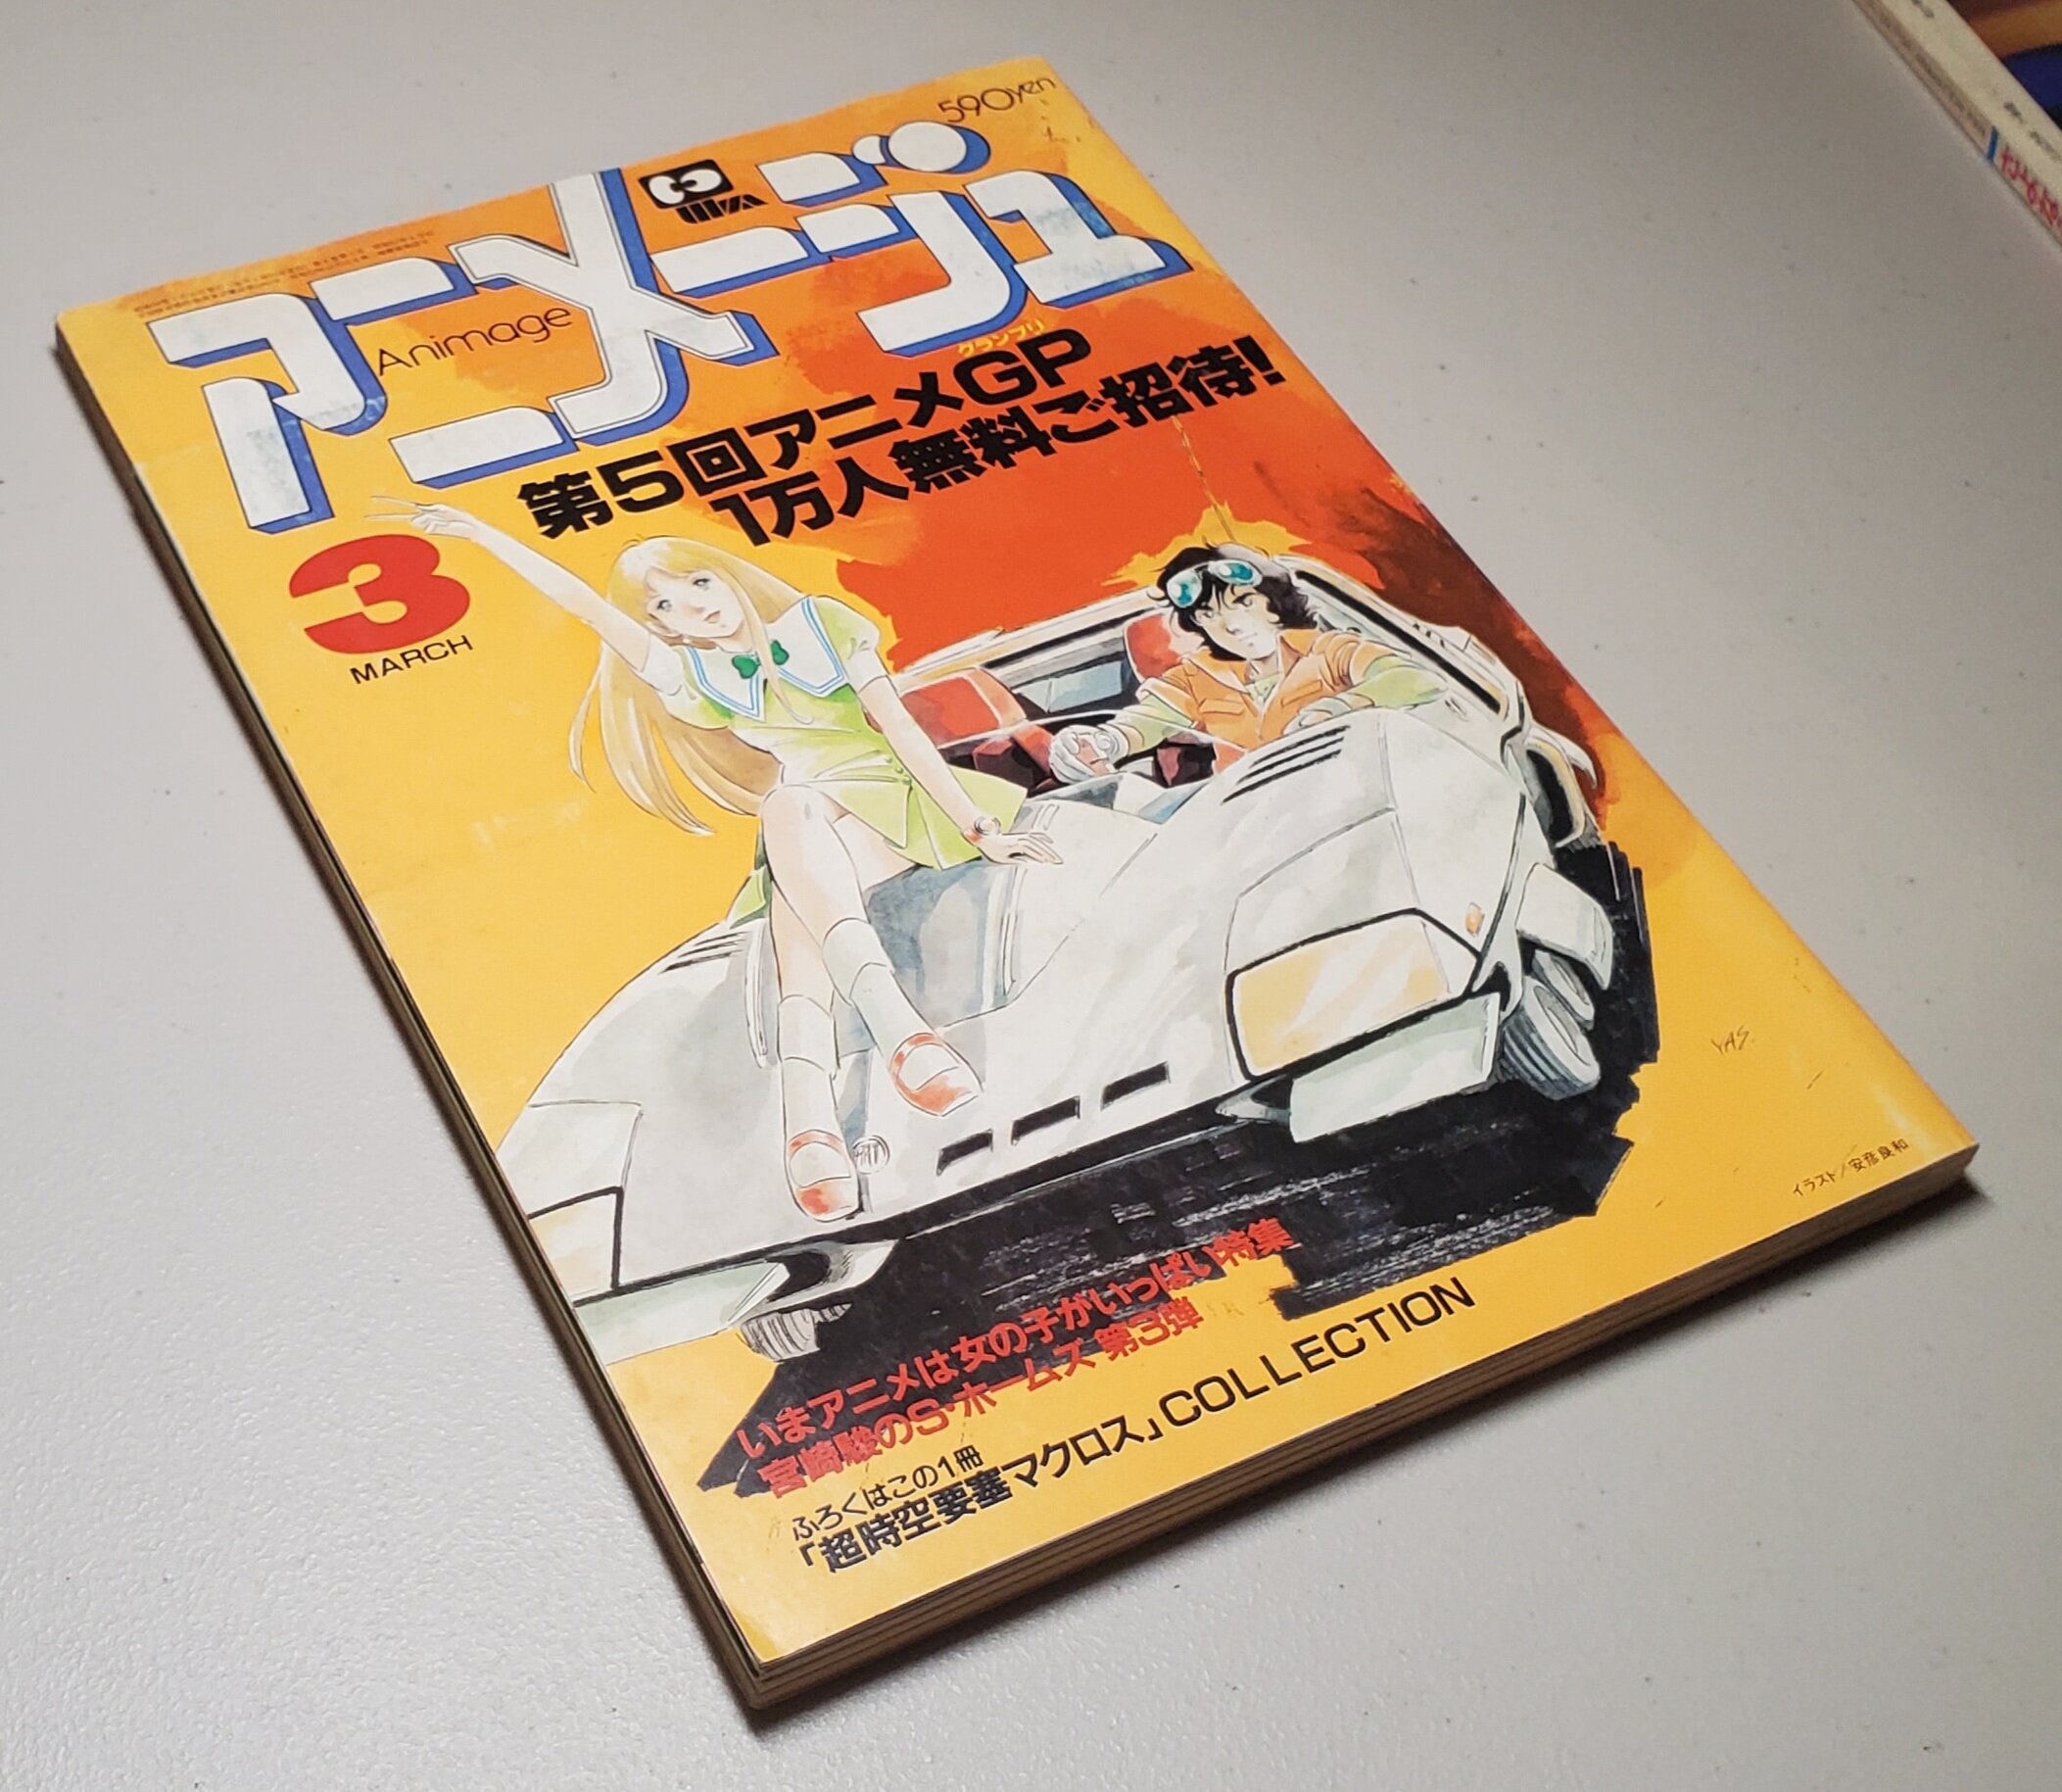 590yen
アニメージュ
Animage
グランプリ
第5回アニメGP
1万人無料ご招待!
3
MARCH
YAS.
イラスト/安彦良和
いまアニメは女の子がいっぱい特集
宮崎駿のS・ホームズ 第3弾
ふろくはこの1冊
「超時空要塞マクロス」COLLECTION